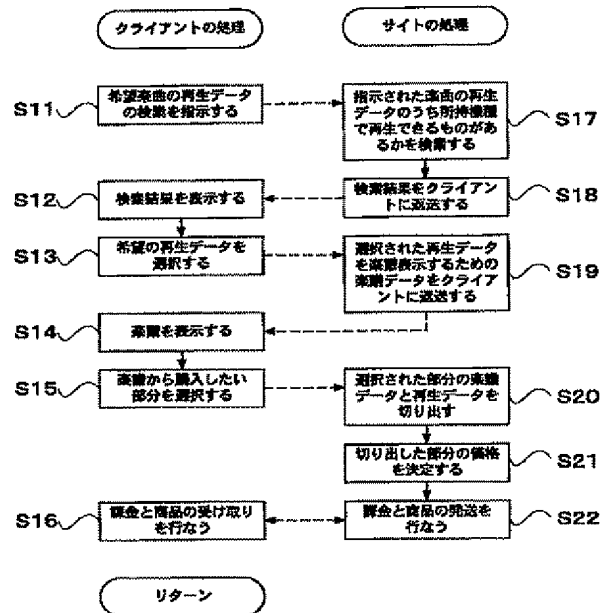 クライアントの処理
サイトの処理
S11
希望楽曲の再生データ
の検索を指示する
指示された楽曲の再生
データのうち所持機種
で再生できるものがあ
るかを検索する
S17
S12
検索結果を表示する
検索結果をクライアン
トに返送する
S18
S13
希望の再生データを
選択する
選択された再生データ
を楽譜表示するための
楽譜データをクライア
ントに返送する
S19
S14
楽譜を表示する
S15
楽譜から購入したい
部分を選択する
選択された部分の楽譜
データと再生データを
切り出す
S20
切り出した部分の価格
を決定する
S21
S16
課金と商品の受け取り
を行なう
課金と商品の発送を
行なう
S22
リターン